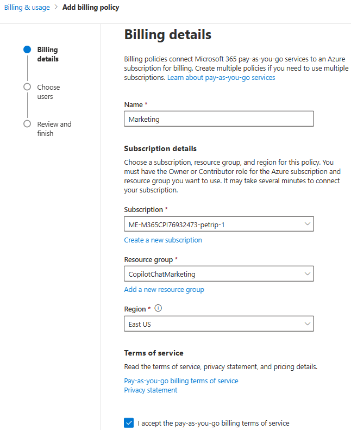 Billing & usage > Add billing policy
Billing details
Choose users
Review and finish
Billing details
Billing policies connect Microsoft 365 pay-as-you-go services to an Azure
subscription for billing. Create multiple policies if you need to use multiple
subscriptions. Learn about pay-as-you-go services
Name *
Marketing
Subscription details
Choose a subscription, resource group, and region for this policy. You
must have the Owner or Contributor role for the Azure subscription and
resource group you want to use. It may take several minutes to connect
your subscription.
Subscription *
ME-M365CPI76932473-petrip-1
Create a new subscription
Resource group *
CopilotChatMarketing
Add a new resource group
Region *
East US
Terms of service
Read the terms of service, privacy statement, and pricing details.
Pay-as-you-go billing terms of service
Privacy statement
I accept the pay-as-you-go billing terms of service